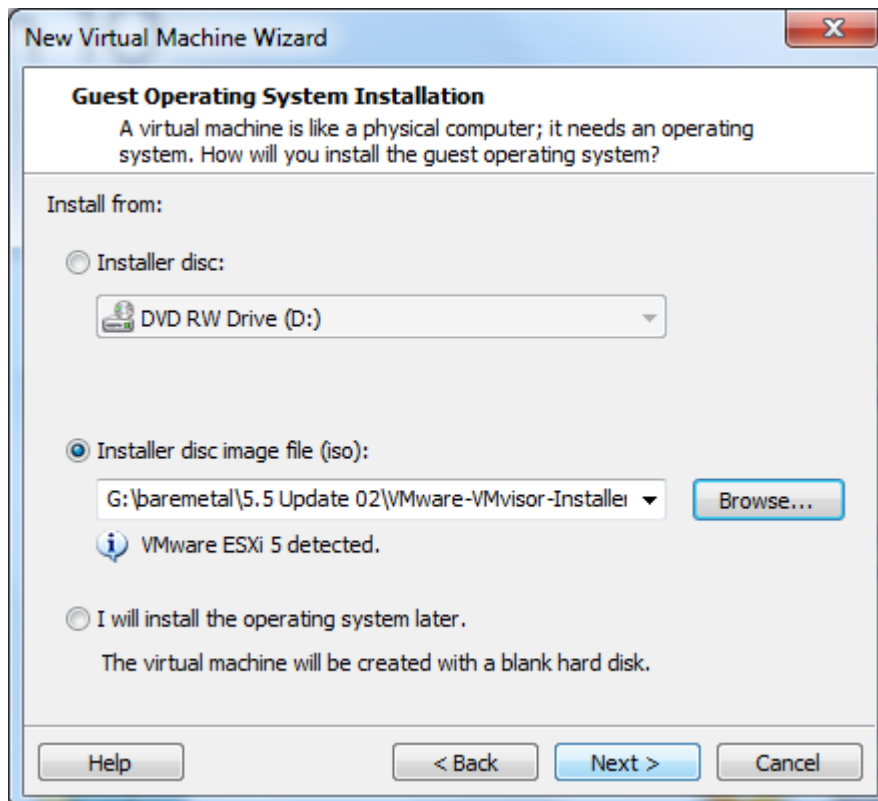 New Virtual Machine Wizard
Guest Operating System Installation
A virtual machine is like a physical computer; it needs an operating
system. How will you install the guest operating system?
Install from:
Installer disc:
DVD RW Drive (D:)
Installer disc image file (iso):
G:\baremetal\5.5 Update 02\VMware-VMvisor-Installer
Browse...
VMware ESXi 5 detected.
I will install the operating system later.
The virtual machine will be created with a blank hard disk.
Help
< Back
Next >
Cancel